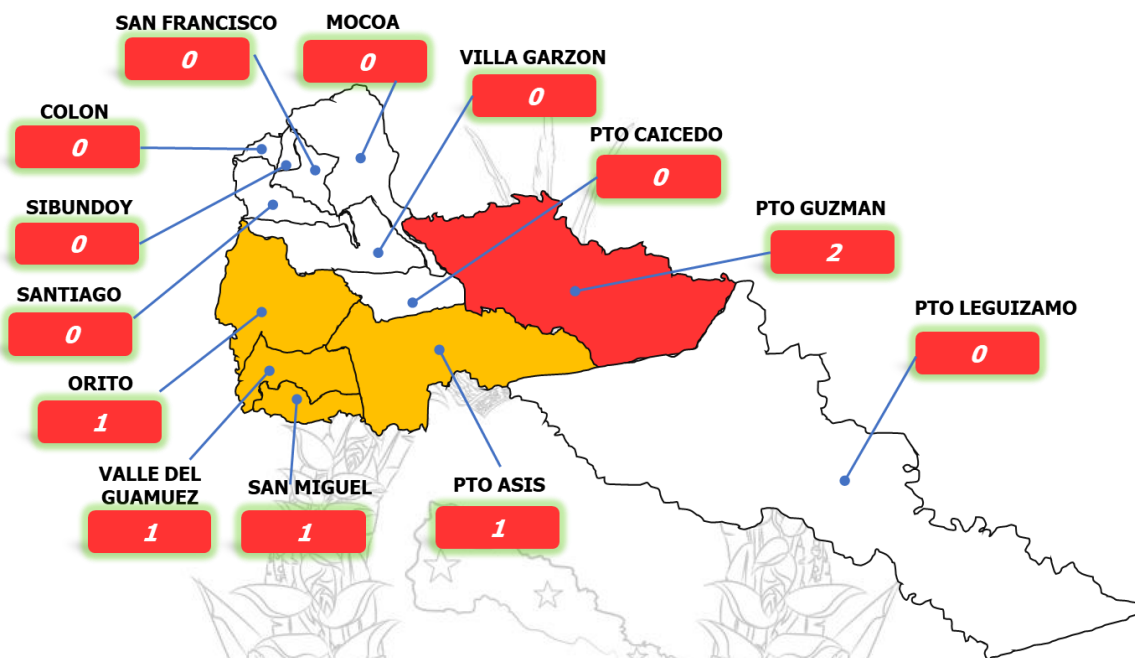 SAN FRANCISCO
0
MOCOA
0
VILLA GARZON
0
COLON
0
PTO CAICEDO
0
SIBUNDOY
0
PTO GUZMAN
2
SANTIAGO
0
PTO LEGUIZAMO
0
ORITO
1
VALLE DEL
GUAMUEZ
1
SAN MIGUEL
1
PTO ASIS
1